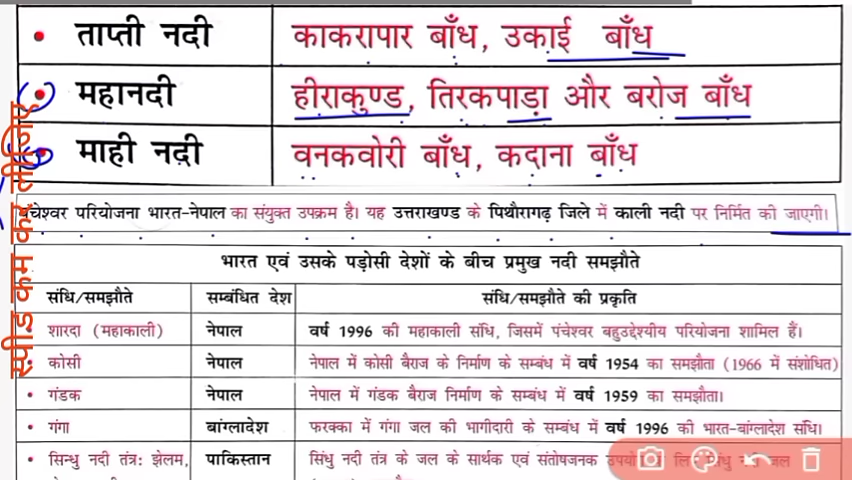 ताप्ती नदी काकरापार बाँध, उकाई बाँध
महानदी हीराकुण्ड, तिरकपाड़ा और बरोज बाँध
माही नदी वनकवोरी बाँध, कदाना बाँध
स्पीड कम कर लीजिए
पंचेश्वर परियोजना भारत-नेपाल का संयुक्त उपक्रम है। यह उत्तराखण्ड के पिथौरागढ़ जिले में काली नदी पर निर्मित की जाएगी।
भारत एवं उसके पड़ोसी देशों के बीच प्रमुख नदी समझौते
संधि/समझौते सम्बंधित देश संधि/समझौते की प्रकृति
शारदा (महाकाली) नेपाल वर्ष 1996 की महाकाली संधि, जिसमें पंचेश्वर बहुउद्देश्यीय परियोजना शामिल हैं।
कोसी नेपाल नेपाल में कोसी बैराज के निर्माण के सम्बंध में वर्ष 1954 का समझौता (1966 में संशोधित)
गंडक नेपाल नेपाल में गंडक बैराज निर्माण के सम्बंध में वर्ष 1959 का समझौता।
गंगा बांग्लादेश फरक्का में गंगा जल की भागीदारी के सम्बंध में वर्ष 1996 की भारत-बांग्लादेश संधि।
सिन्धु नदी तंत्र: झेलम, पाकिस्तान सिंधु नदी तंत्र के जल के सार्थक एवं संतोषजनक जल